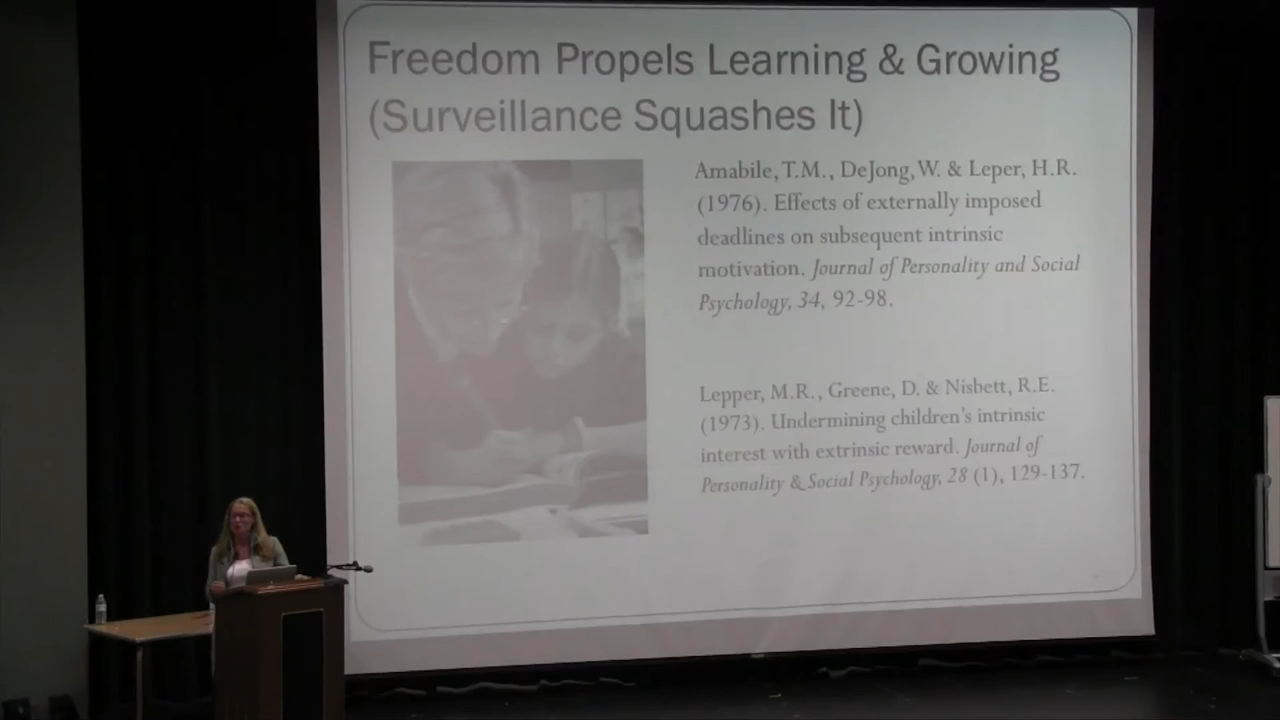 Freedom Propels Learning & Growing
(Surveillance Squashes It)
Amabile, T.M., DeJong, W. & Leper, H.R.
(1976). Effects of externally imposed
deadlines on subsequent intrinsic
motivation. Journal of Personality and Social
Psychology, 34, 92-98.
Lepper, M.R., Greene, D. & Nisbett, R.E.
(1973). Undermining children's intrinsic
interest with extrinsic reward. Journal of
Personality & Social Psychology, 28 (1), 129-137.